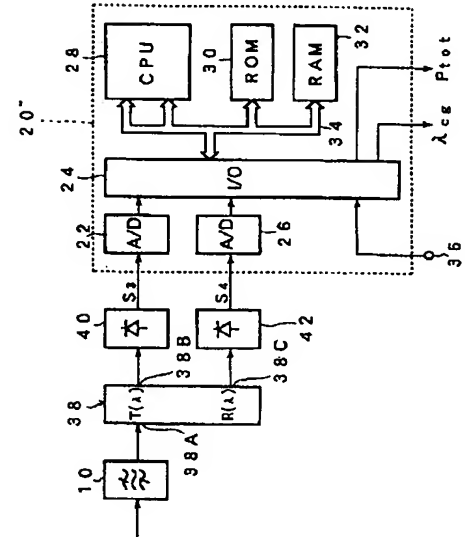 10
38
38A
T(λ)
R(λ)
38B
38C
40
42
S3
S4
20"
22
A/D
26
A/D
24
I/O
28
CPU
30
ROM
32
RAM
34
36
λcg
Ptot